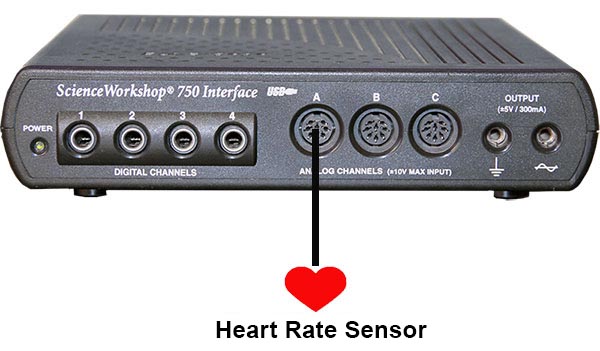 ScienceWorkshop® 750 Interface USB
A B C
OUTPUT
(±5V / 300mA)
POWER
1 2 3 4
DIGITAL CHANNELS
ANALOG CHANNELS (±10V MAX INPUT)
Heart Rate Sensor